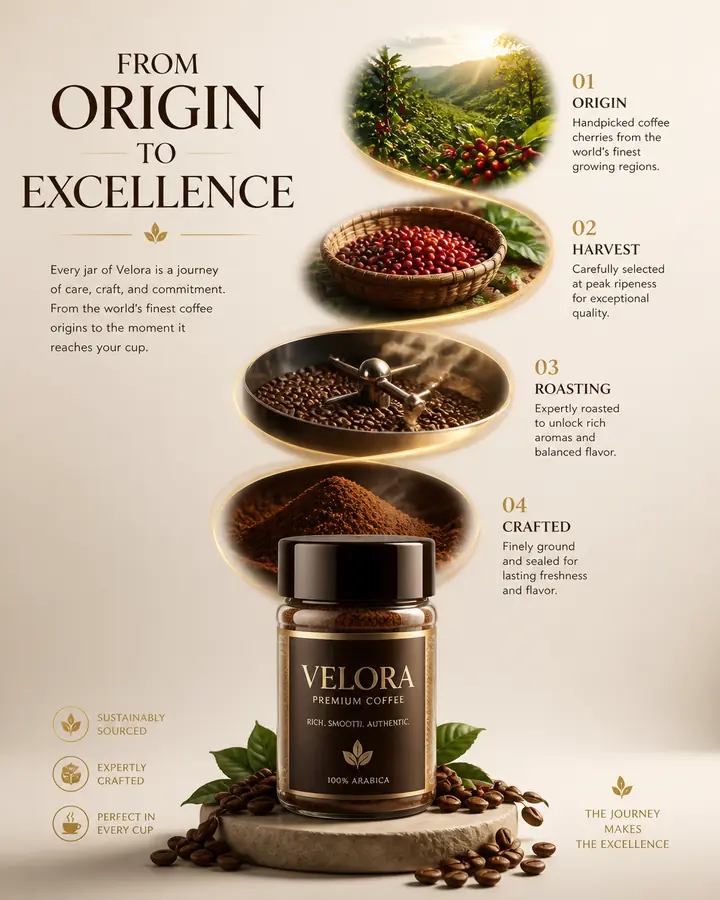 FROM
ORIGIN
TO
EXCELLENCE
Every jar of Velora is a journey
of care, craft, and commitment.
From the world's finest coffee
origins to the moment it
reaches your cup.
01
ORIGIN
Handpicked coffee
cherries from the
world's finest
growing regions.
02
HARVEST
Carefully selected
at peak ripeness
for exceptional
quality.
03
ROASTING
Expertly roasted
to unlock rich
aromas and
balanced flavor.
04
CRAFTED
Finely ground
and sealed for
lasting freshness
and flavor.
VELORA
PREMIUM COFFEE
RICH. SMOOTH. AUTHENTIC.
100% ARABICA
SUSTAINABLY
SOURCED
EXPERTLY
CRAFTED
PERFECT IN
EVERY CUP
THE JOURNEY
MAKES
THE EXCELLENCE